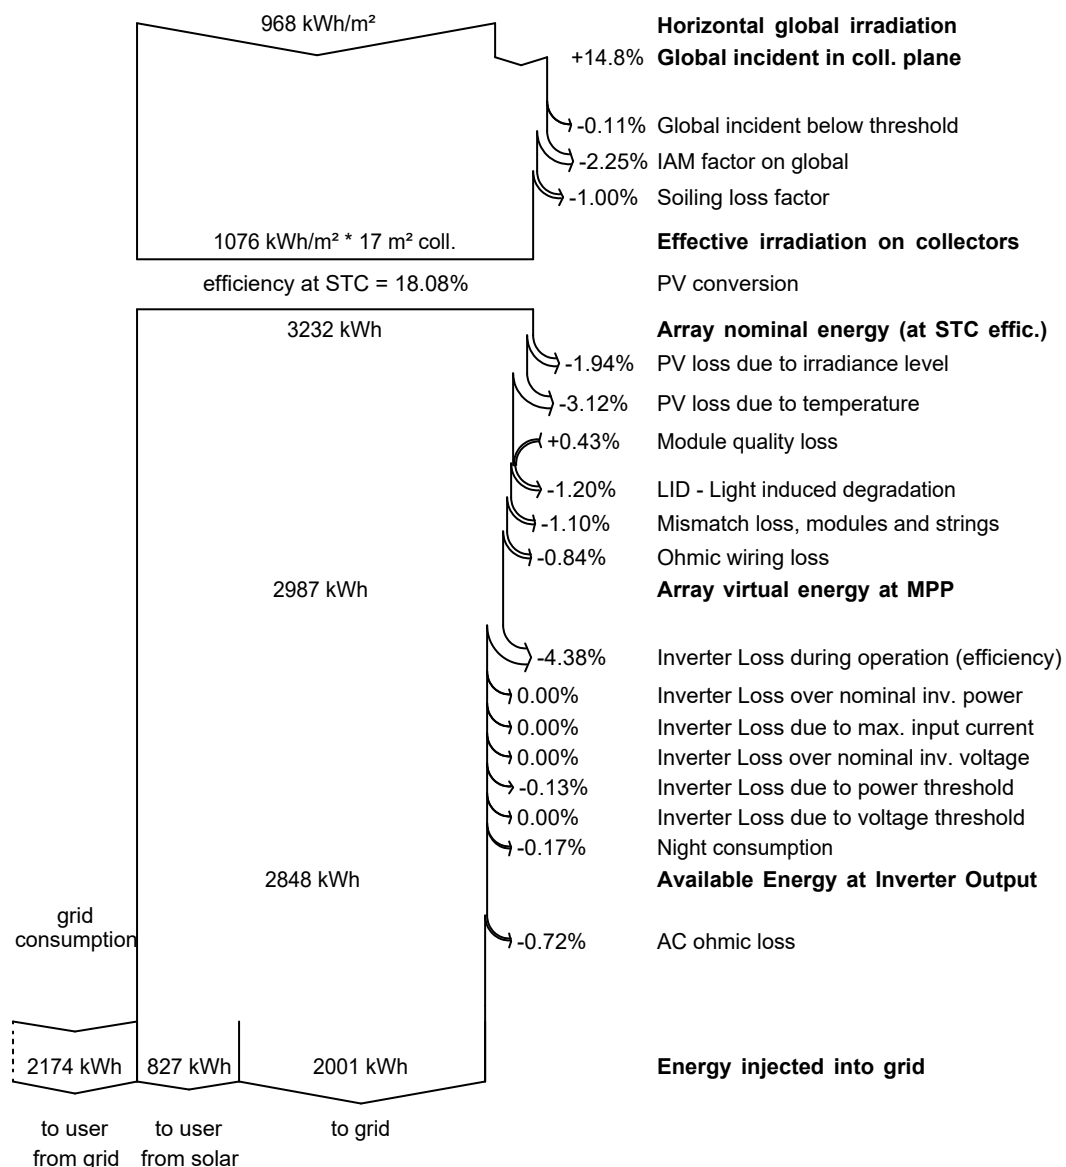 968 kWh/m² Horizontal global irradiation
+14.8% Global incident in coll. plane
-0.11% Global incident below threshold
-2.25% IAM factor on global
-1.00% Soiling loss factor
1076 kWh/m² * 17 m² coll. Effective irradiation on collectors
efficiency at STC = 18.08% PV conversion
3232 kWh Array nominal energy (at STC effic.)
-1.94% PV loss due to irradiance level
-3.12% PV loss due to temperature
+0.43% Module quality loss
-1.20% LID - Light induced degradation
-1.10% Mismatch loss, modules and strings
-0.84% Ohmic wiring loss
2987 kWh Array virtual energy at MPP
-4.38% Inverter Loss during operation (efficiency)
0.00% Inverter Loss over nominal inv. power
0.00% Inverter Loss due to max. input current
0.00% Inverter Loss over nominal inv. voltage
-0.13% Inverter Loss due to power threshold
0.00% Inverter Loss due to voltage threshold
-0.17% Night consumption
2848 kWh Available Energy at Inverter Output
grid
consumption
-0.72% AC ohmic loss
2174 kWh 827 kWh 2001 kWh Energy injected into grid
to user to user to grid
from grid from solar